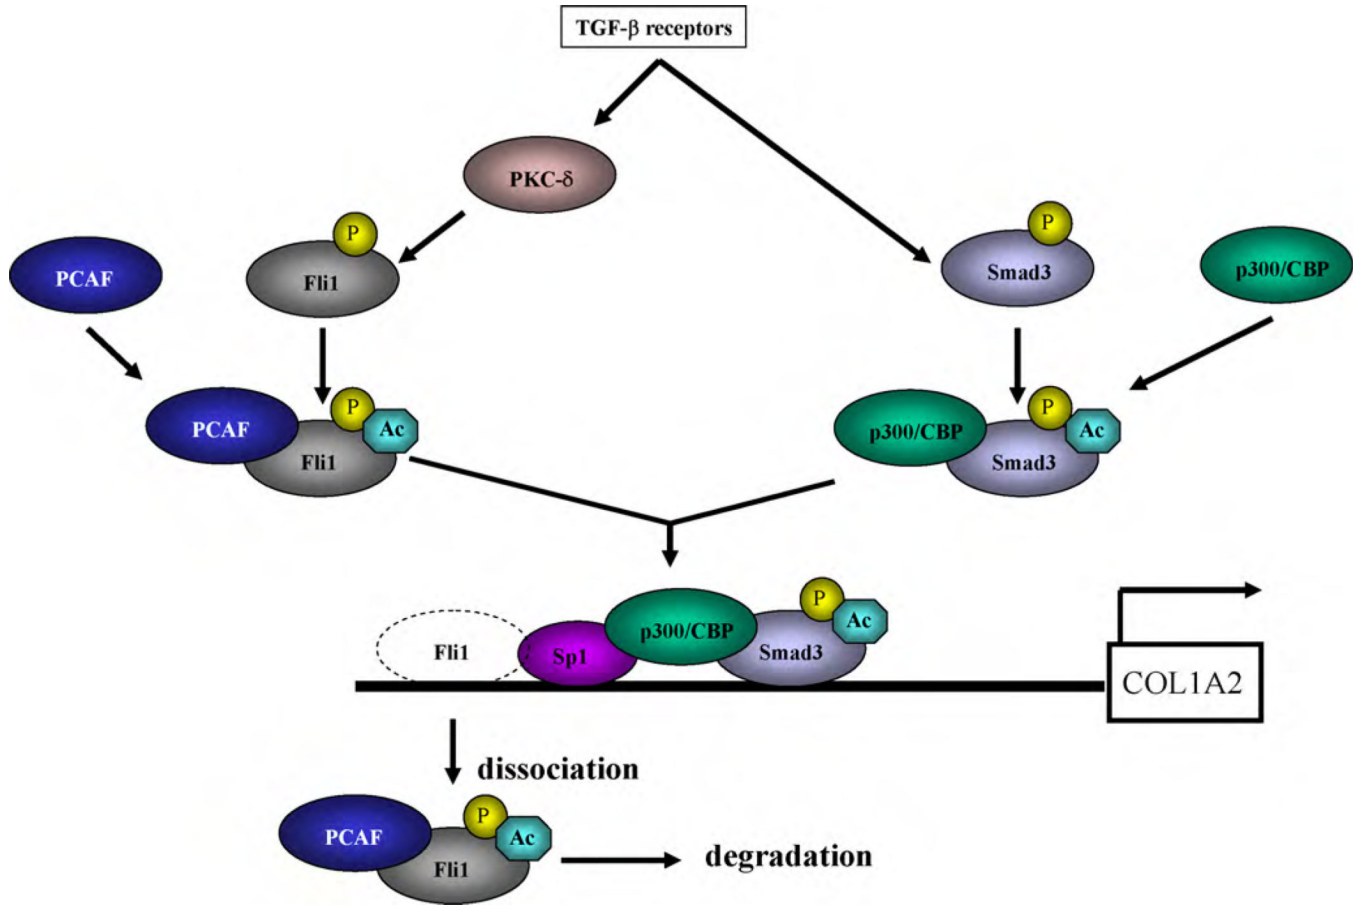 TGF-β receptors
PKC-δ
P
P
PCAF
Fli1
Smad3
p300/CBP
P
P
PCAF
Ac
p300/CBP
Ac
Fli1
Smad3
P
Ac
Fli1
Sp1
p300/CBP
Smad3
COL1A2
dissociation
P
PCAF
Ac
Fli1
degradation